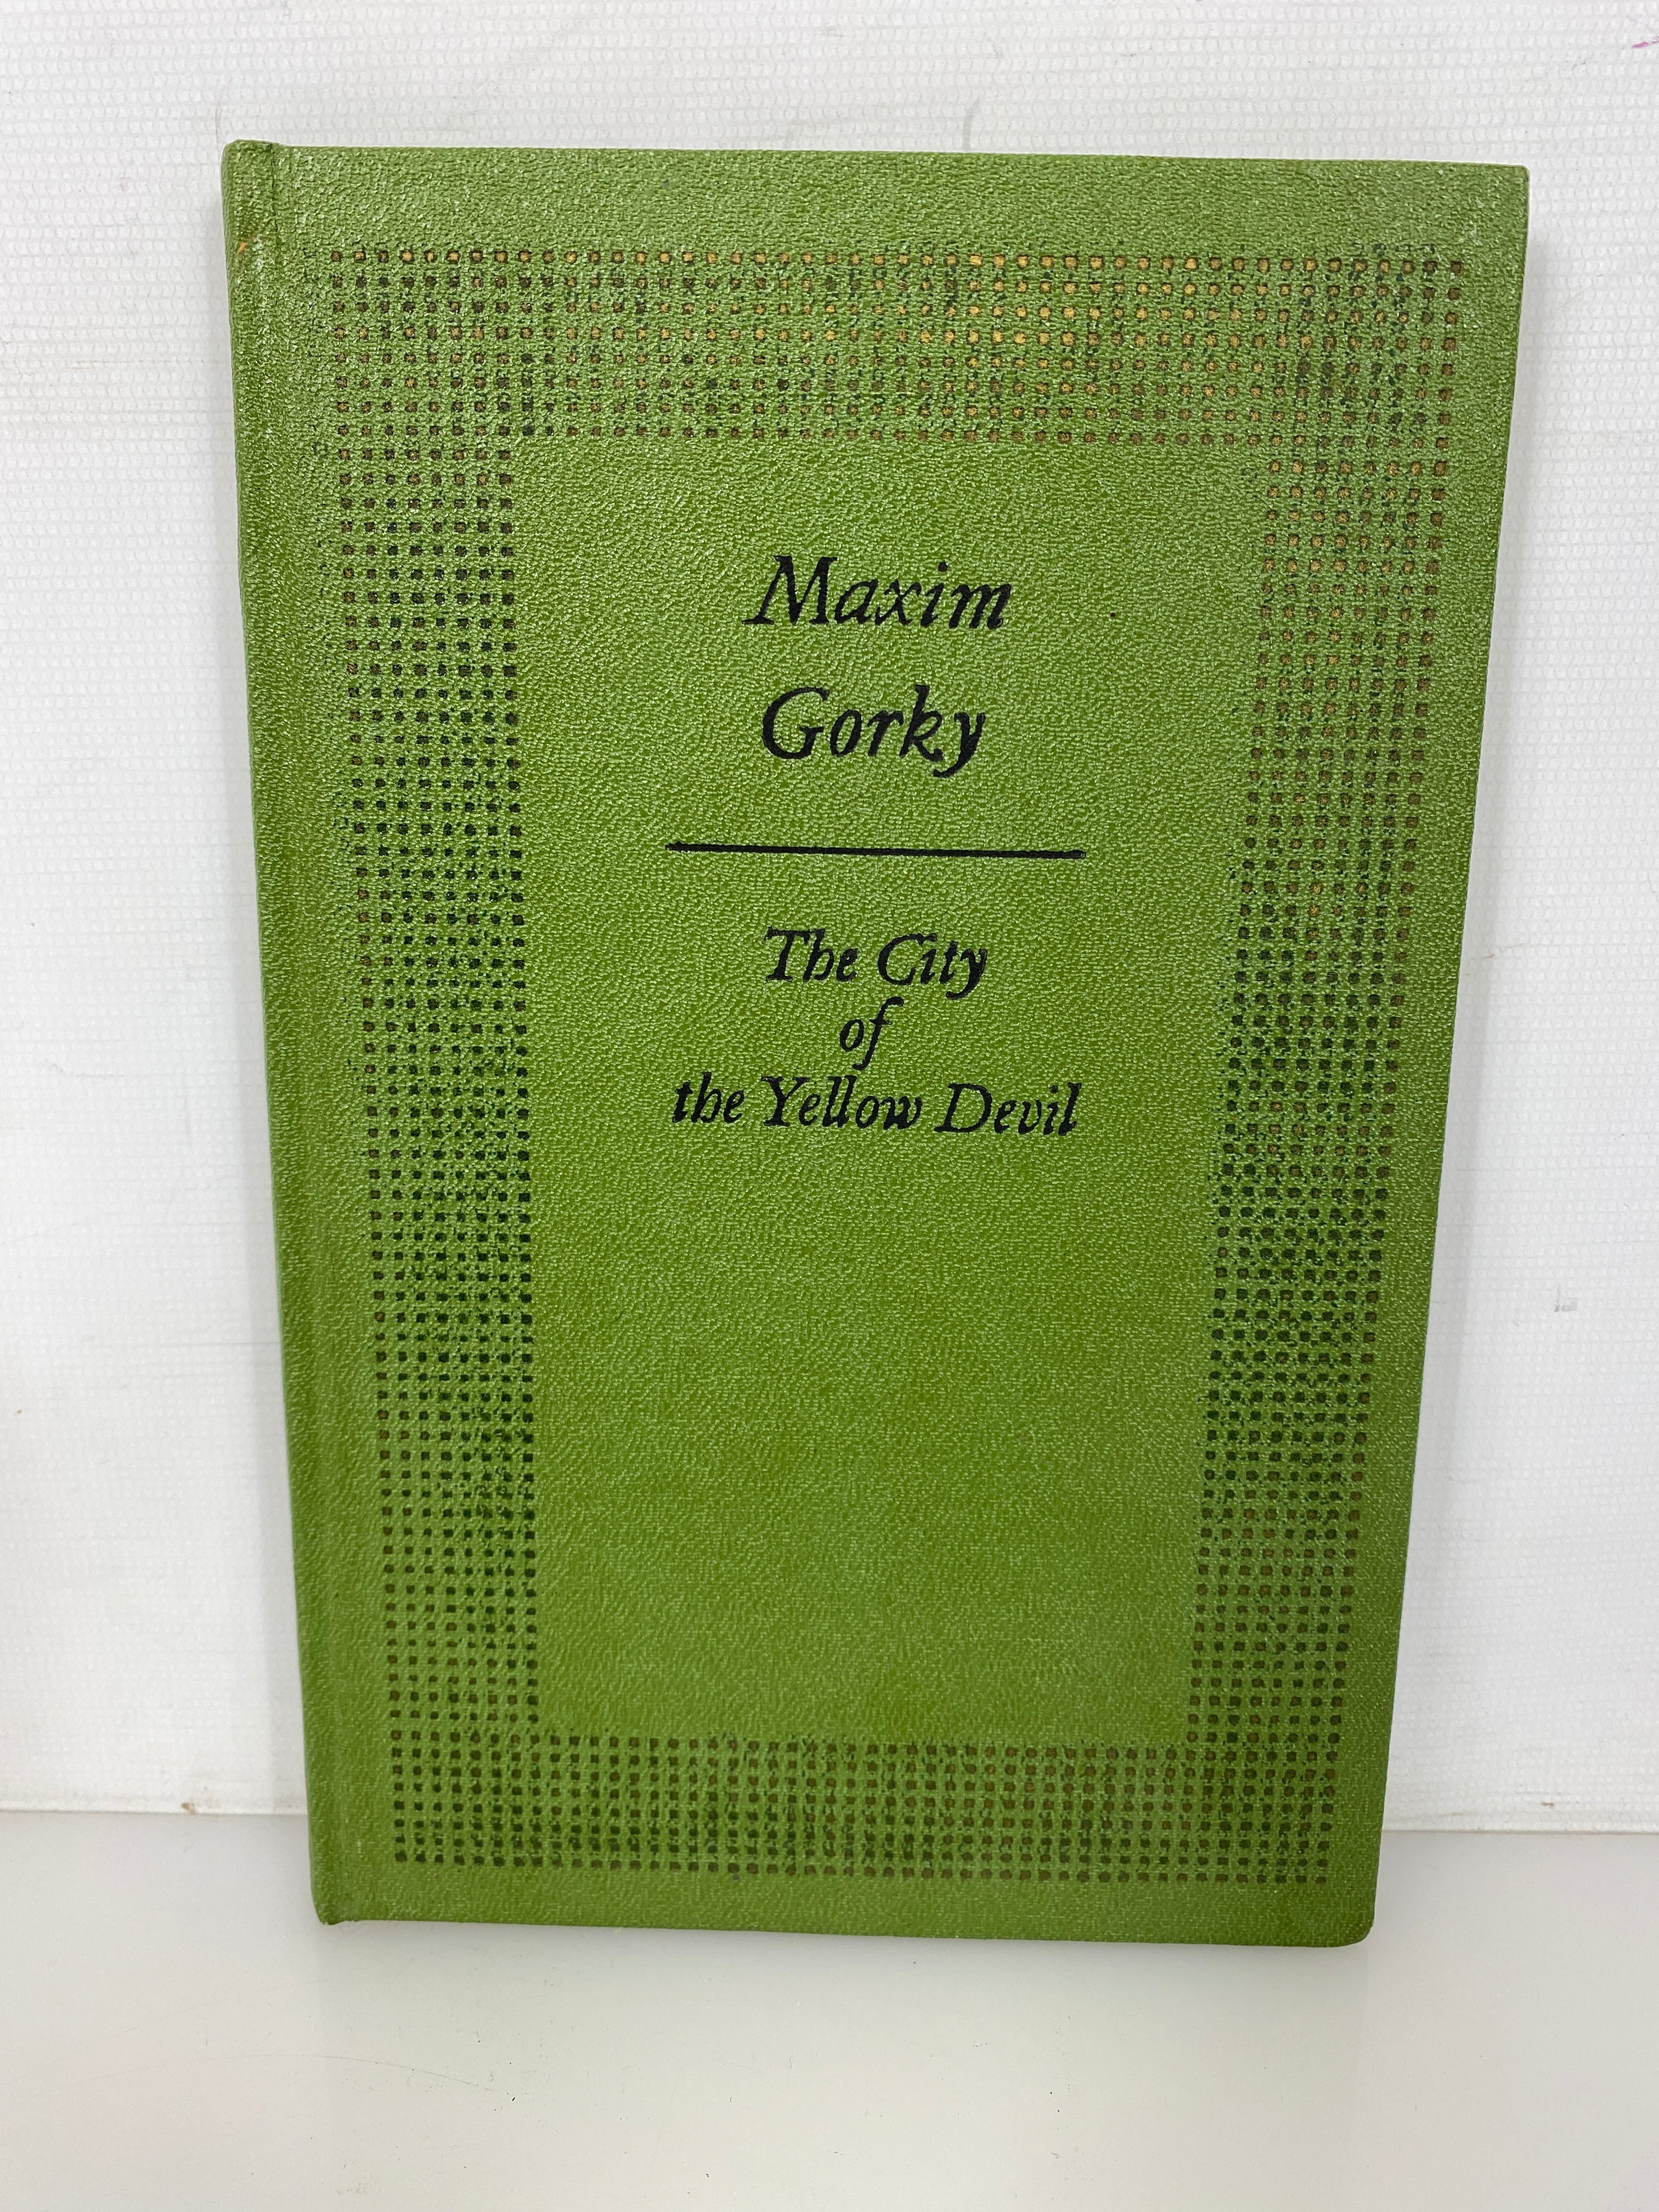 Maxim
Gorky
The City
of
the Yellow Devil